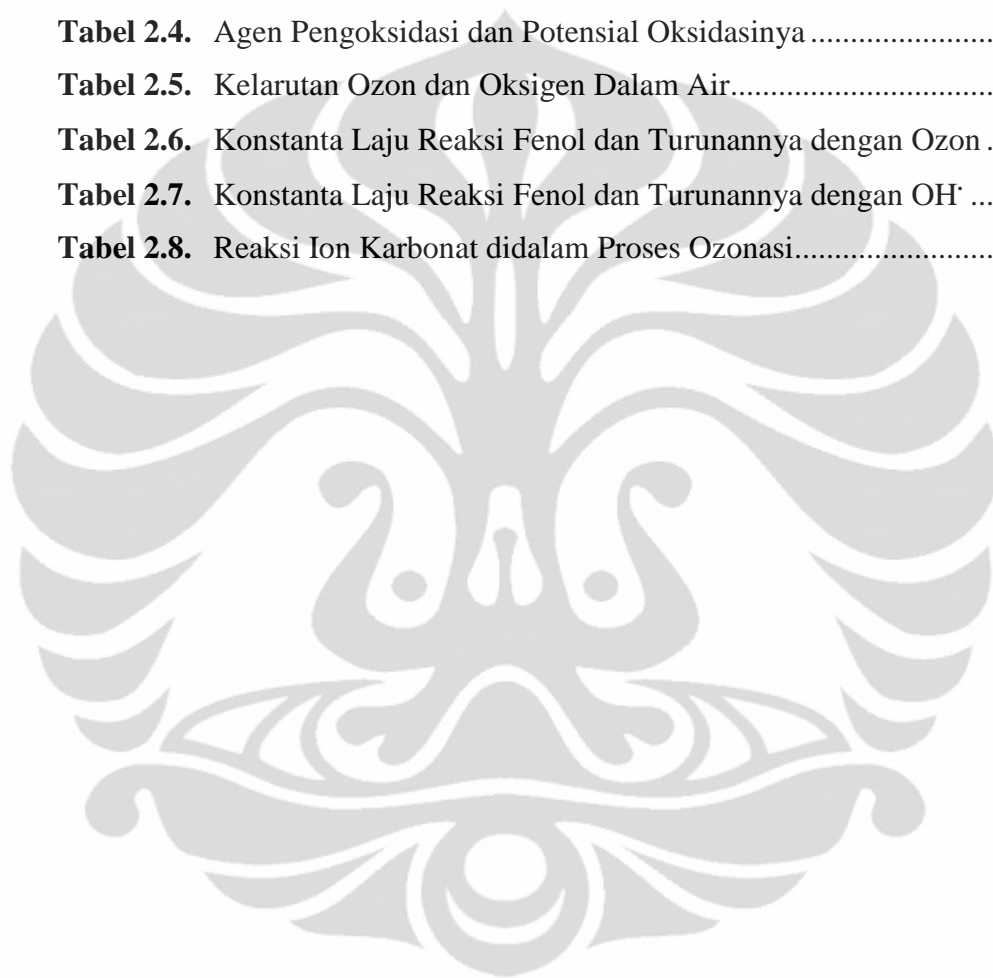 Tabel 2.4. Agen Pengoksidasi dan Potensial Oksidasinya.......................
Tabel 2.5. Kelarutan Ozon dan Oksigen Dalam Air.................................
Tabel 2.6. Konstanta Laju Reaksi Fenol dan Turunannya dengan Ozon .
Tabel 2.7. Konstanta Laju Reaksi Fenol dan Turunannya dengan OH· ...
Tabel 2.8. Reaksi Ion Karbonat didalam Proses Ozonasi.........................